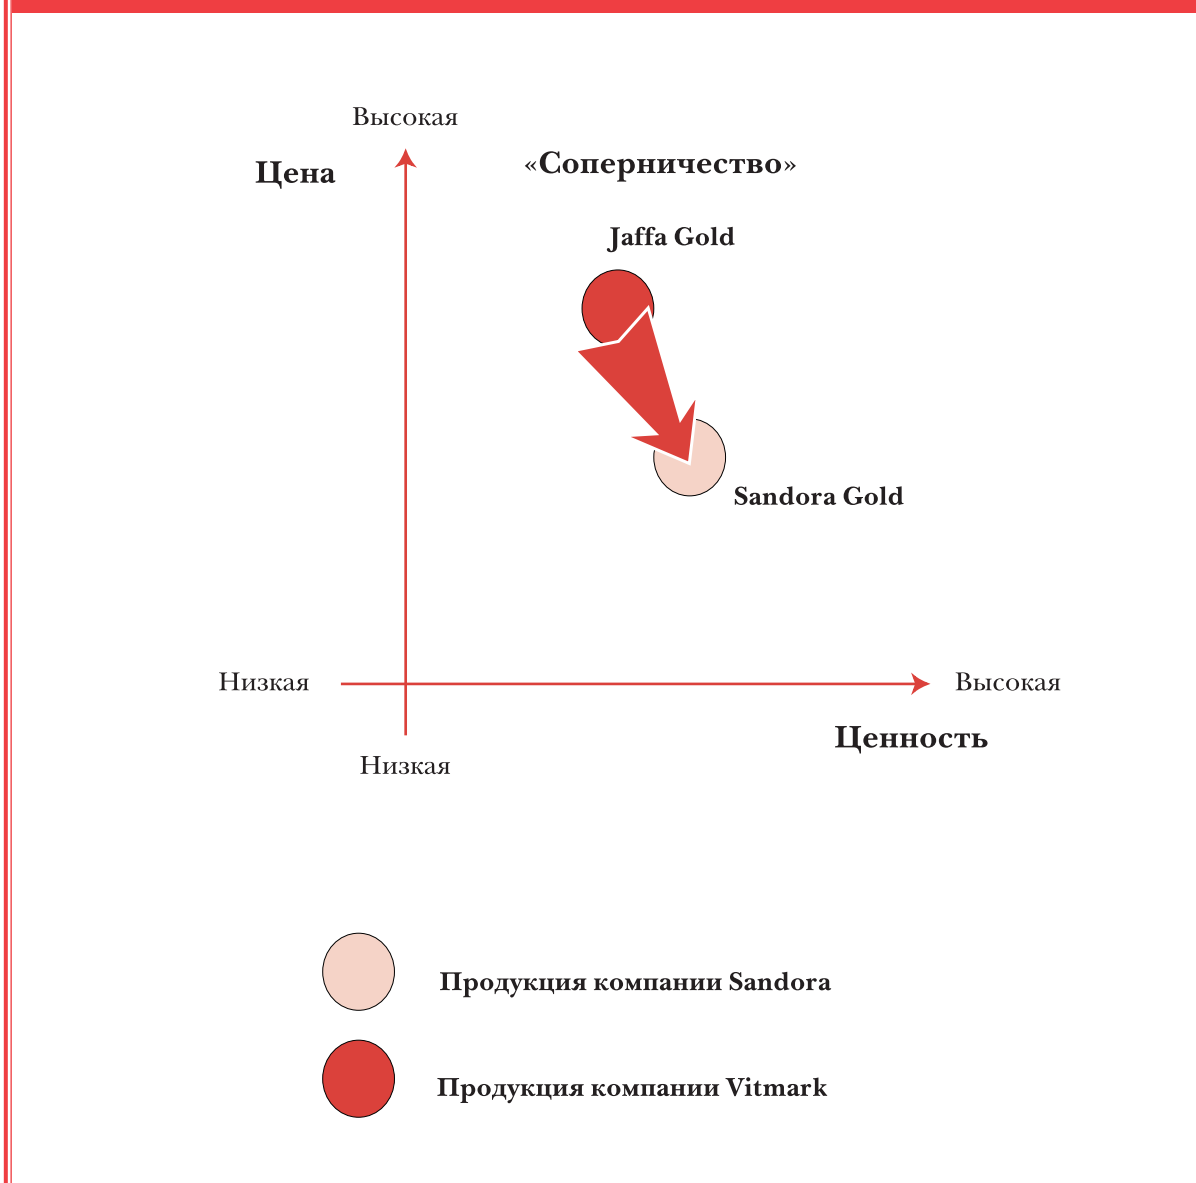 Высокая
Цена
«Соперничество»
Jaffa Gold
Sandora Gold
Низкая
Высокая
Ценность
Низкая
Продукция компании Sandora
Продукция компании Vitmark